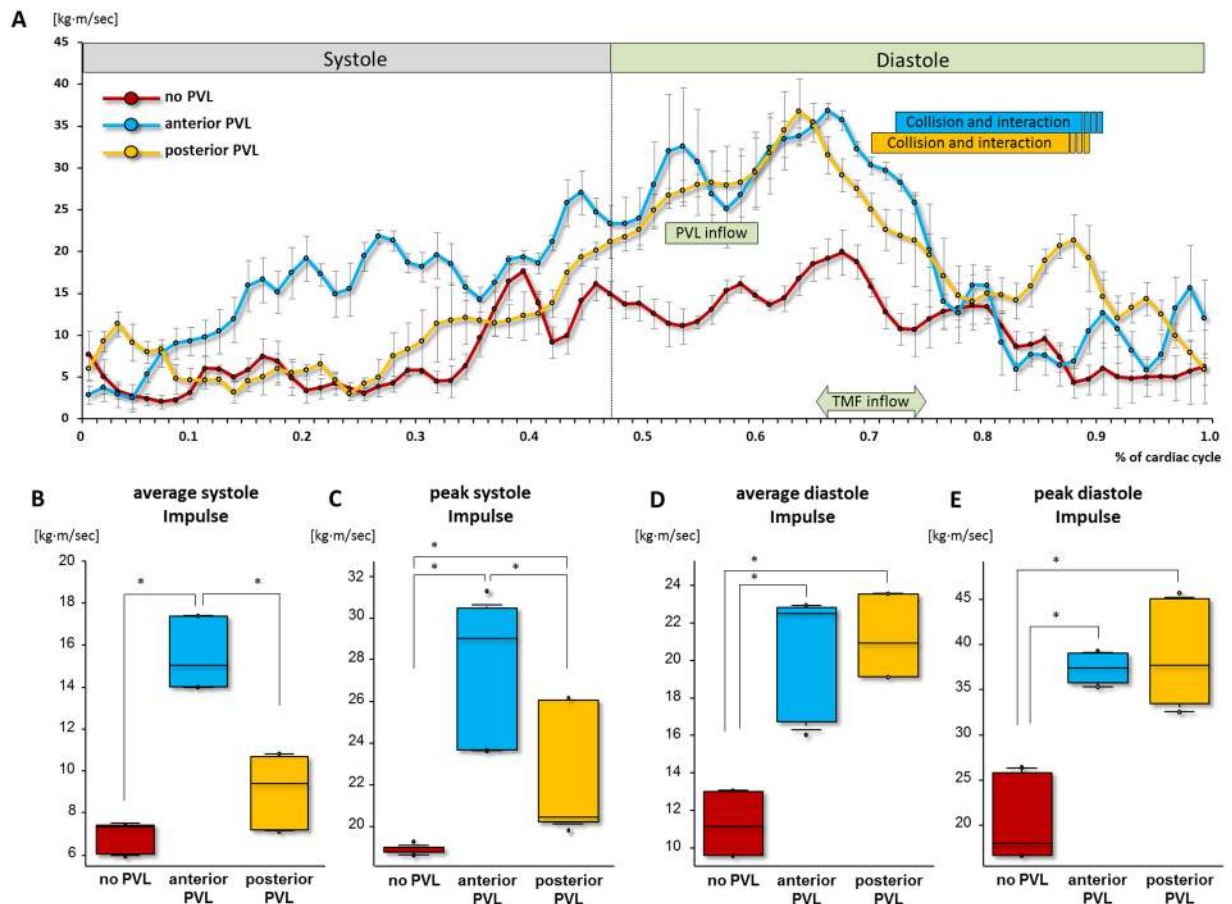 A
[kg·m/sec]
45
40
35
30
25
20
15
10
5
0
Systole
Diastole
no PVL
anterior PVL
posterior PVL
Collision and interaction
Collision and interaction
PVL inflow
TMF inflow
0 0.1 0.2 0.3 0.4 0.5 0.6 0.7 0.8 0.9 1.0
% of cardiac cycle
B
average systole
Impulse
[kg·m/sec]
20
18
16
14
12
10
8
6
* *
no PVL anterior posterior
PVL PVL
C
peak systole
Impulse
[kg·m/sec]
32
30
28
26
24
22
20
*
* *
no PVL anterior posterior
PVL PVL
D
average diastole
Impulse
[kg·m/sec]
24
22
20
18
16
14
12
10
*
*
no PVL anterior posterior
PVL PVL
E
peak diastole
Impulse
[kg·m/sec]
45
40
35
30
25
20
*
*
no PVL anterior posterior
PVL PVL